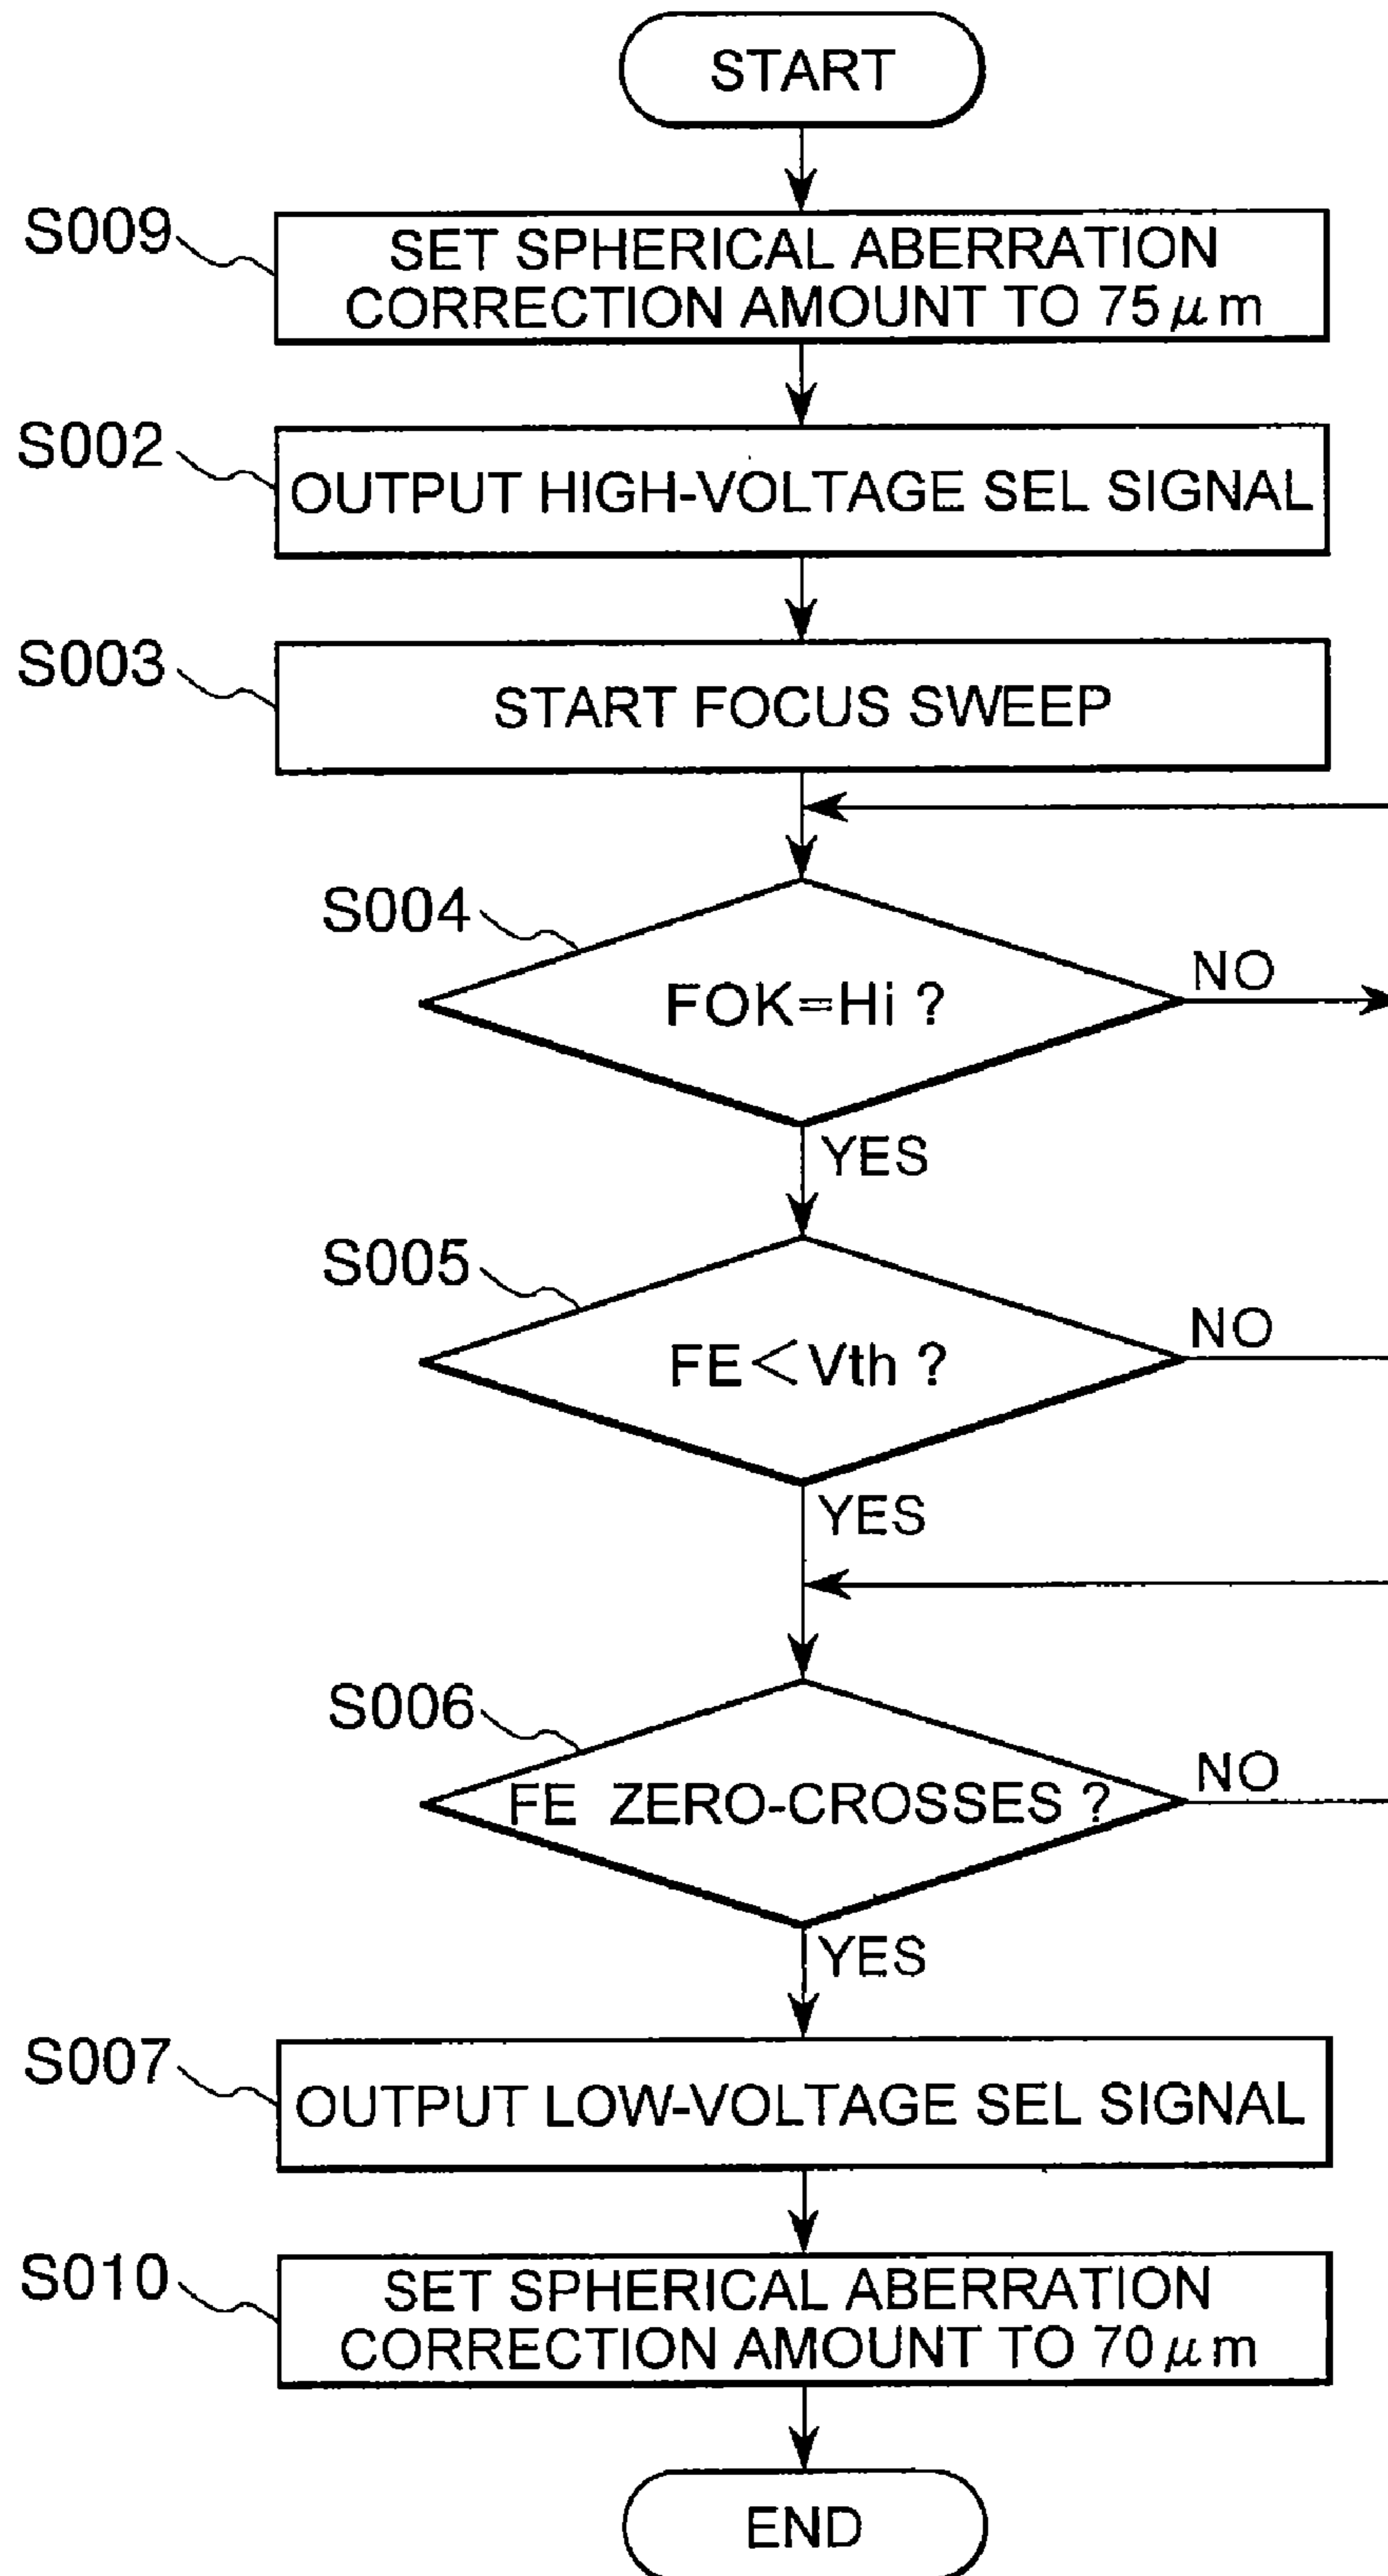 START
S009
SET SPHERICAL ABERRATION
CORRECTION AMOUNT TO 75μm
S002
OUTPUT HIGH-VOLTAGE SEL SIGNAL
S003
START FOCUS SWEEP
S004
FOK=Hi ?
NO
YES
S005
FE<Vth ?
NO
YES
S006
FE ZERO-CROSSES ?
NO
YES
S007
OUTPUT LOW-VOLTAGE SEL SIGNAL
S010
SET SPHERICAL ABERRATION
CORRECTION AMOUNT TO 70μm
END